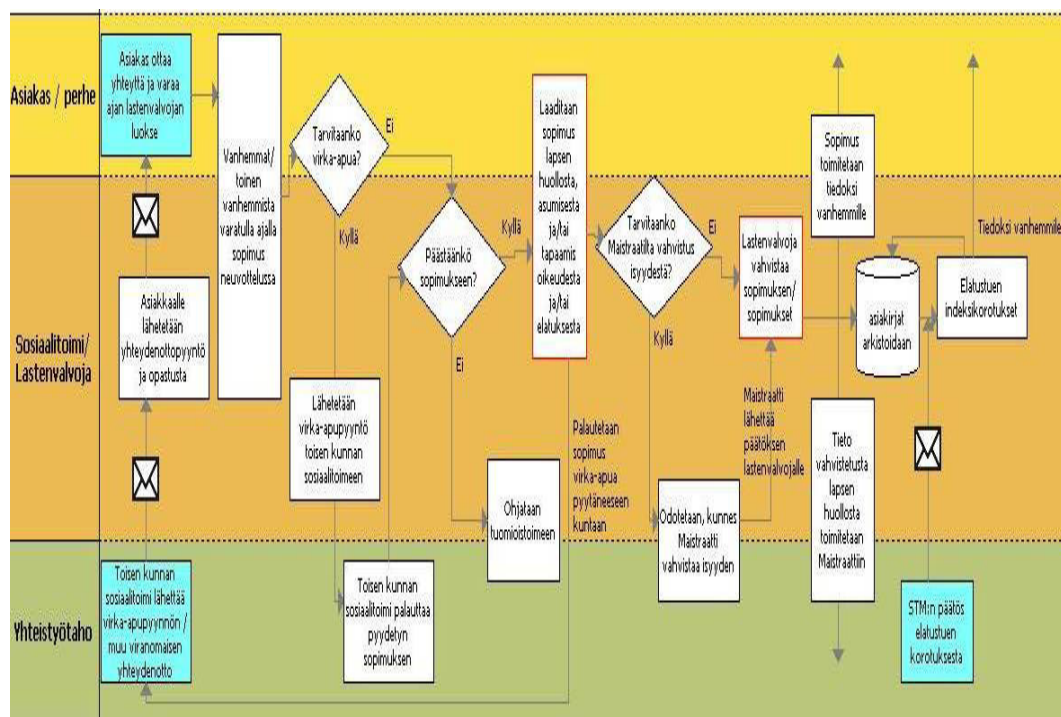 Asiakas / perhe
Asiakas ottaa
yhteyttä ja varaa
ajan lastenvalvojan
luokse
Vanhemmat/
toinen
vanhemmista
varatulla ajalla
sopimus
neuvottelussa
Tarvitaanko
virka-apua?
Ei
Kyllä
Laaditaan
sopimus
lapsen
huollosta,
asumisesta
ja/tai
tapaamis
oikeudesta
ja/tai
elatuksesta
Sopimus
toimitetaan
tiedoksi
vanhemmille
Tiedoksi vanhemmile
Sosiaalitoimi/
Lastenvalvoja
Asiakkaalle
lähetetään
yhteydenottopyyntö
ja opastusta
Päästäänkö
sopimukseen?
Kyllä
Ei
Tarvitaanko
Maistraatilta vahvistus
isyydestä?
Ei
Kyllä
Lastenvalvoja
vahvistaa
sopimuksen/
sopimukset
asiakirjat
arkistoidaan
Elatustuen
indeksikorotukset
Lähetetään
virka-apupyyntö
toisen kunnan
sosiaalitoimeen
Ohjataan
tuomioistoimeen
Palautetaan
sopimus
virka-apua
pyytäneeseen
kuntaan
Maistraatti
lähettää
päätöksen
lastenvalvojalle
Odotetaan, kunnes
Maistraatti
vahvistaa isyyden
Tieto
vahvistetusta
lapsen
huollosta
toimitetaan
Maistraattiin
Yhteistyötaho
Toisen kunnan
sosiaalitoimi lähettää
virka-apupyynnön /
muu viranomaisen
yhteydenotto
Toisen kunnan
sosiaalitoimi palauttaa
pyydetyn
sopimuksen
STM:n päätös
elatustuen
korotuksesta